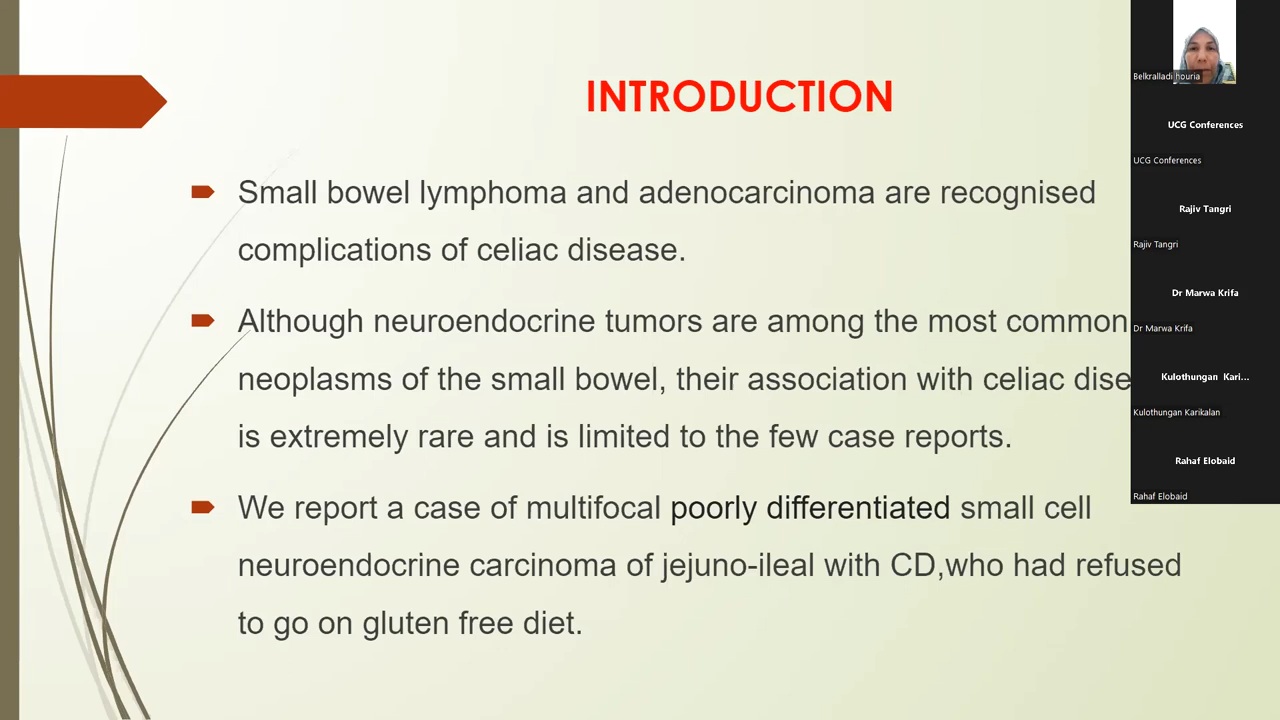 INTRODUCTION
Small bowel lymphoma and adenocarcinoma are recognised
complications of celiac disease.
Although neuroendocrine tumors are among the most common
neoplasms of the small bowel, their association with celiac dise
is extremely rare and is limited to the few case reports.
We report a case of multifocal poorly differentiated small cell
neuroendocrine carcinoma of jejuno-ileal with CD,who had refused
to go on gluten free diet.
Belkralladi houria
UCG Conferences
UCG Conferences
Rajiv Tangri
Rajiv Tangri
Dr Marwa Krifa
Dr Marwa Krifa
Kulothungan Kari...
Kulothungan Karikalan
Rahaf Elobaid
Rahaf Elobaid